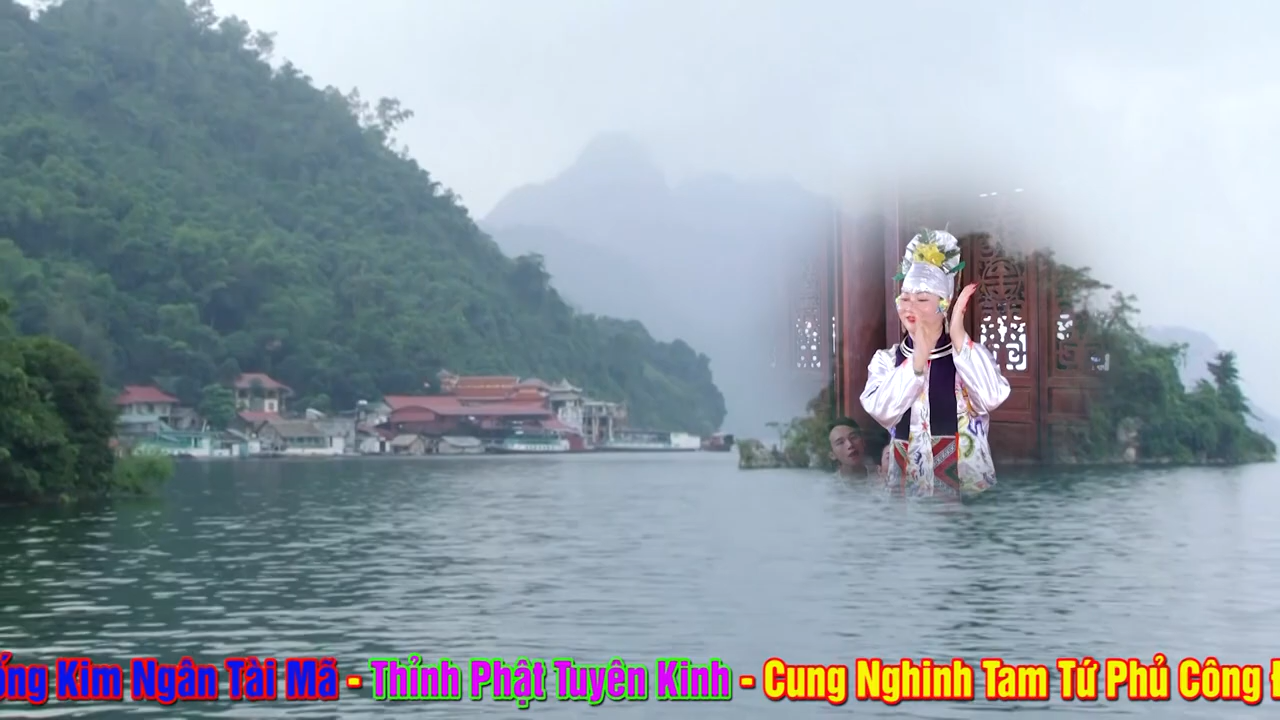 Kim Ngân Tài Mã - Thỉnh Phật Tuyên Kinh - Cung Nghinh Tam Tứ Phủ Công